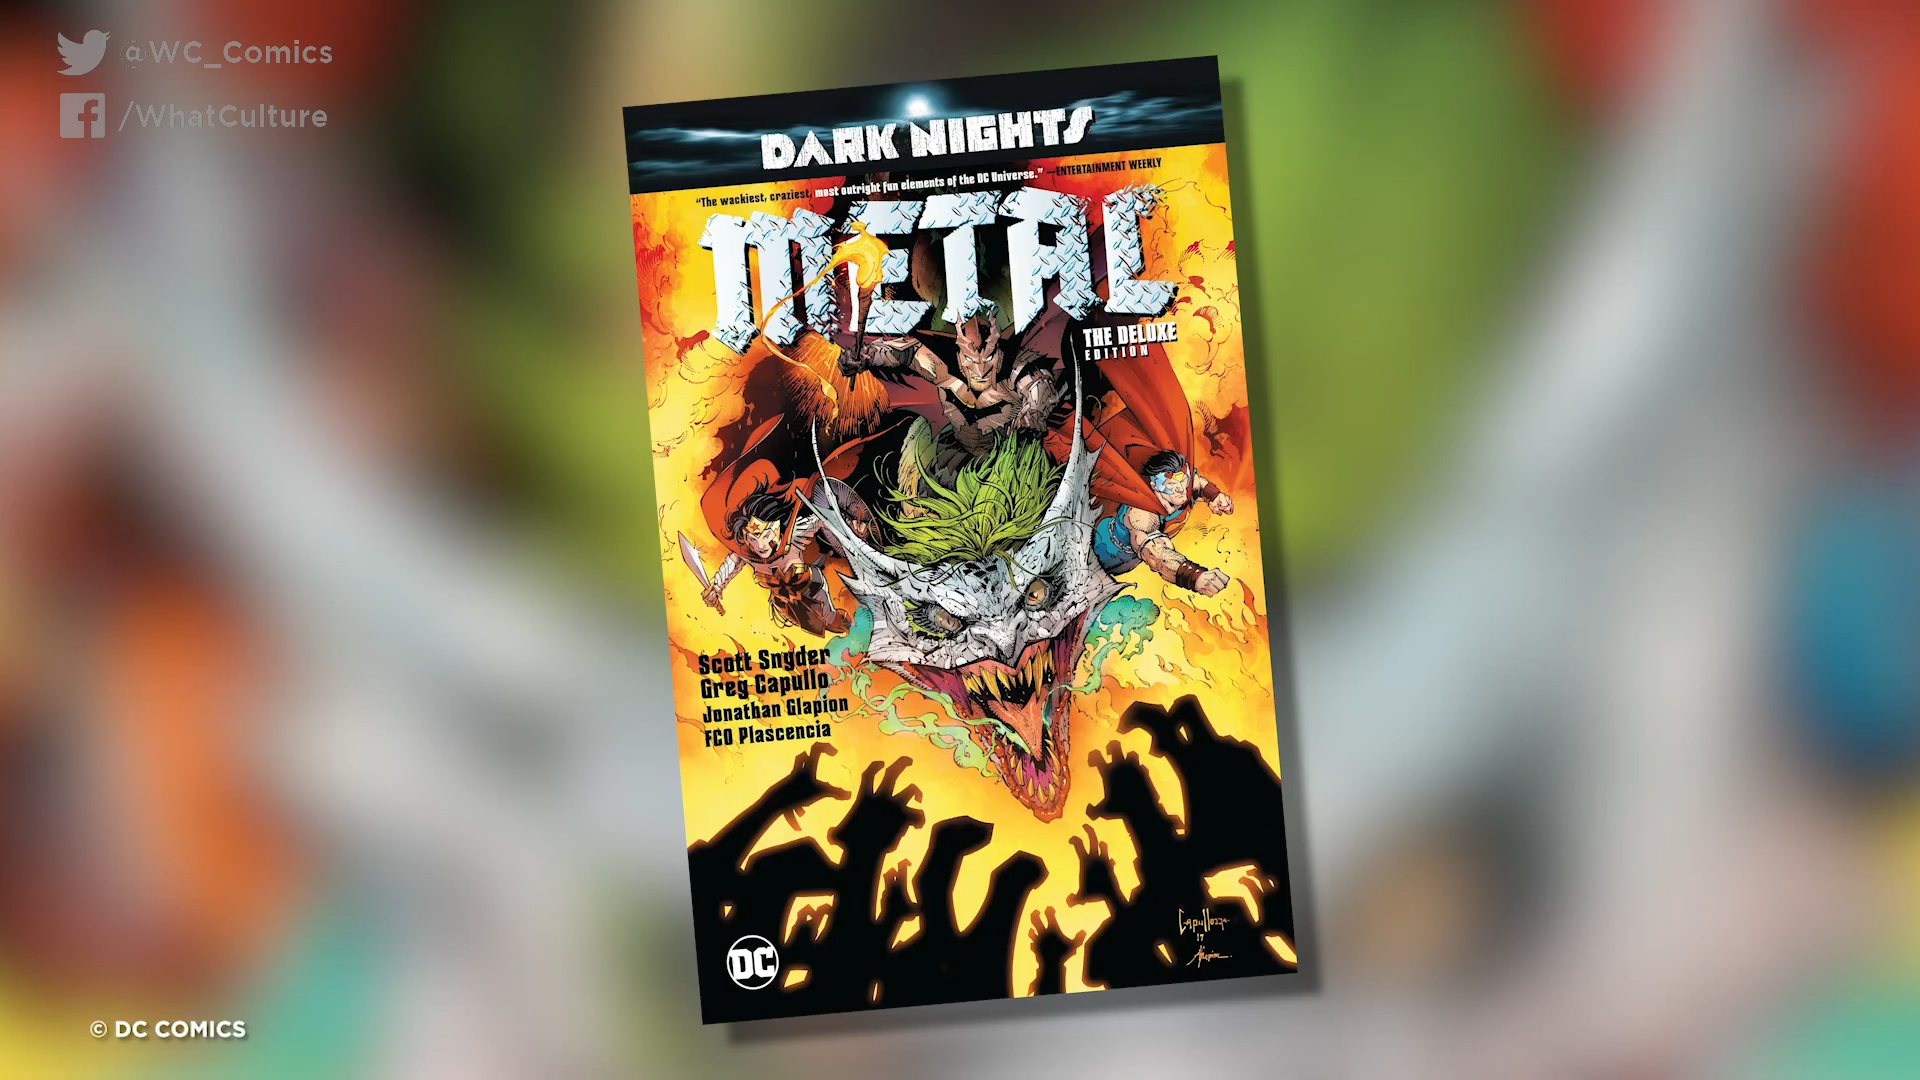 @WC_Comics
/WhatCulture
DARK NIGHTS
“The wackiest, craziest, most outright fun elements of the DC Universe.” —ENTERTAINMENT WEEKLY
METAL
THE DELUXE
EDITION
Scott Snyder
Greg Capullo
Jonathan Glapion
FCO Plascencia
DC
© DC COMICS